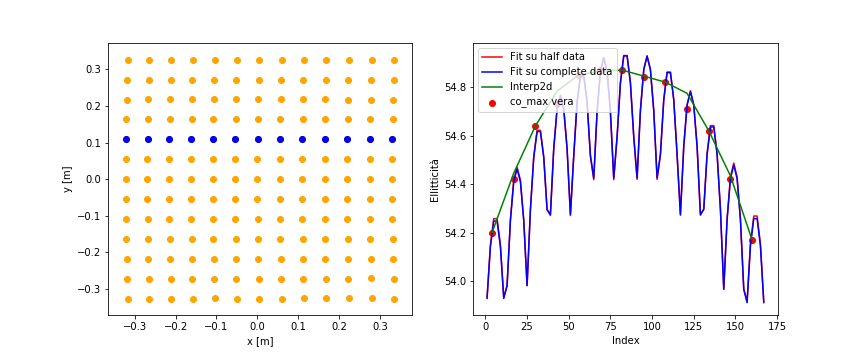 0.3
0.2
0.1
0.0
−0.1
−0.2
−0.3
y [m]
−0.3 −0.2 −0.1 0.0 0.1 0.2 0.3
x [m]
Fit su half data
Fit su complete data
Interp2d
co_max vera
54.8
54.6
54.4
54.2
54.0
Ellitticità
0 25 50 75 100 125 150 175
Index